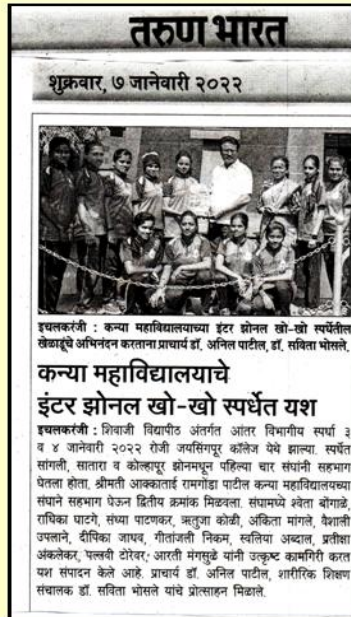 तरुण भारत
शुक्रवार, ७ जानेवारी २०२२
इचलकरंजी : कन्या महाविद्यालयाच्या इंटर झोनल खो-खो स्पर्धेतील
खेळाडूंचे अभिनंदन करताना प्राचार्य डॉ. अनिल पाटील, डॉ. सविता भोसले.
कन्या महाविद्यालयाचे
इंटर झोनल खो-खो स्पर्धेत यश
इचलकरंजी : शिवाजी विद्यापीठ अंतर्गत आंतर विभागीय स्पर्धा ३
व ४ जानेवारी २०२२ रोजी जयसिंगपूर कॉलेज येथे झाल्या. स्पर्धेत
सांगली, सातारा व कोल्हापूर झोनमधून पहिल्या चार संघांनी सहभाग
घेतला होता. श्रीमती आक्काताई रामगोंडा पाटील कन्या महाविद्यालयच्या
संघाने सहभाग घेऊन द्वितीय क्रमांक मिळवला. संघामध्ये श्वेता बोंगाळे,
राधिका घाटगे, संध्या पाटणकर, ऋतुजा कोळी, अंकिता मांगले, वैशाली
उपलाने, दीपिका जाधव, गीतांजली निकम, स्वलिया अब्दाल, प्रतीक्षा
अंकलेकर, पल्लवी टोरेवर, आरती मंगसुळे यांनी उत्कृष्ट कामगिरी करत
यश संपादन केले आहे. प्राचार्य डॉ. अनिल पाटील, शारीरिक शिक्षण
संचालक डॉ. सविता भोसले यांचे प्रोत्साहन मिळाले.